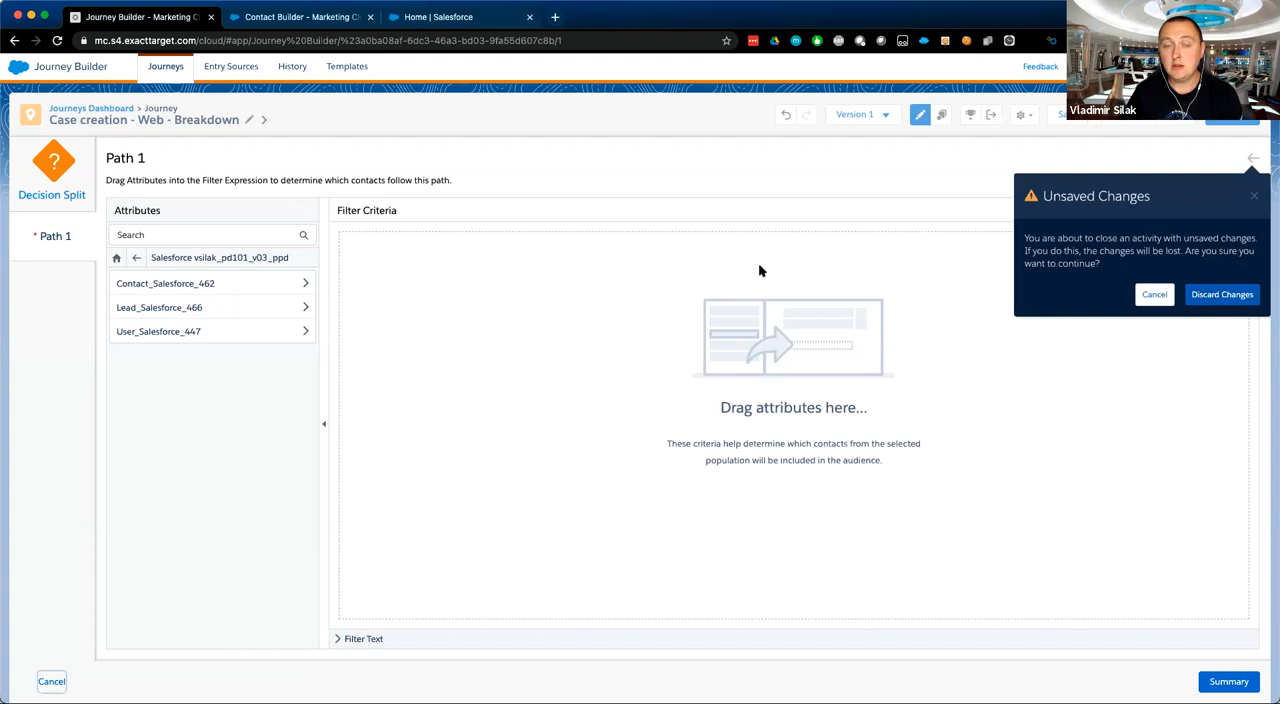 Journey Builder - Marketing Cl
Contact Builder - Marketing Cl
Home | Salesforce
mc.s4.exacttarget.com/cloud/#app/Journey%20Builder/%23a0ba08af-6dc3-46a3-bd03-9fa55d607c8b/1
Journey Builder
Journeys
Entry Sources
History
Templates
Feedback
Vladimir Silak
Journeys Dashboard > Journey
Case creation - Web - Breakdown
Version 1
Decision Split
* Path 1
Path 1
Drag Attributes into the Filter Expression to determine which contacts follow this path.
Attributes
Search
Salesforce vsilak_pd101_v03_ppd
Contact_Salesforce_462
Lead_Salesforce_466
User_Salesforce_447
Filter Criteria
Drag attributes here...
These criteria help determine which contacts from the selected
population will be included in the audience.
Filter Text
Unsaved Changes
You are about to close an activity with unsaved changes.
If you do this, the changes will be lost. Are you sure you
want to continue?
Cancel
Discard Changes
Cancel
Summary